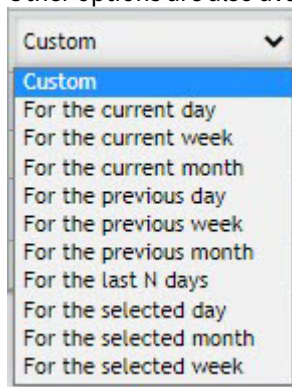 Custom
Custom
For the current day
For the current week
For the current month
For the previous day
For the previous week
For the previous month
For the last N days
For the selected day
For the selected month
For the selected week